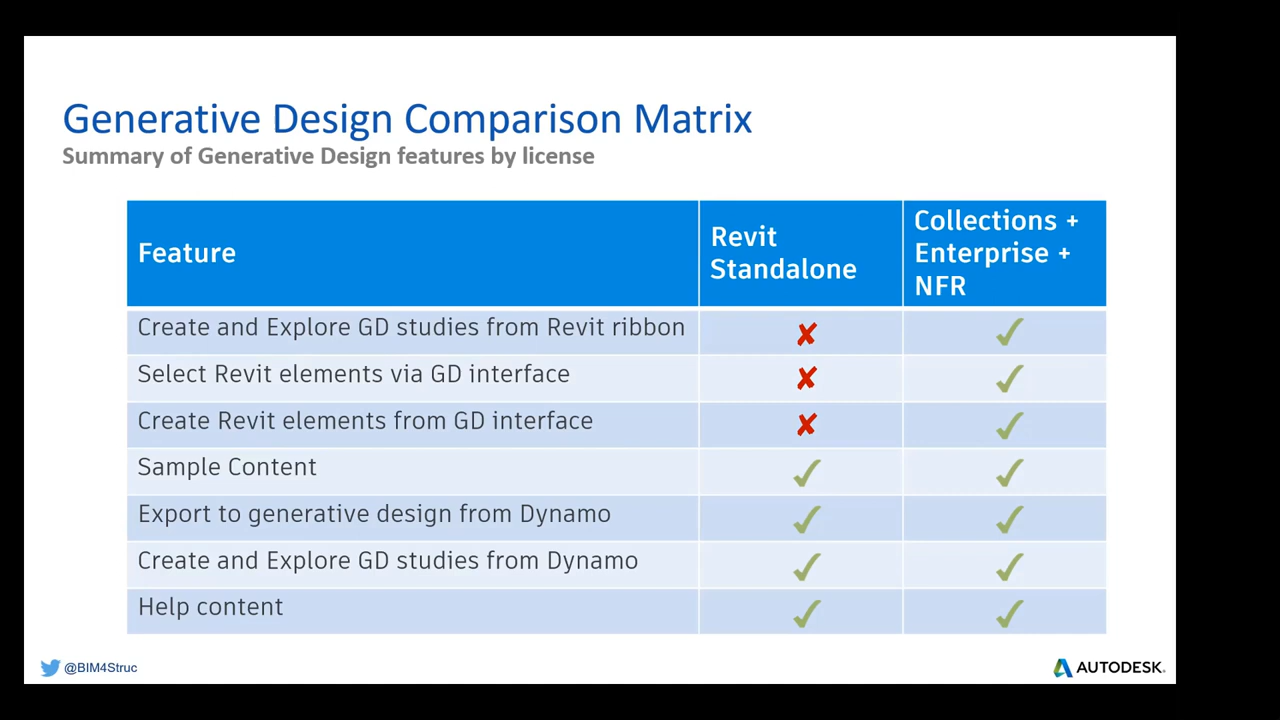 Generative Design Comparison Matrix
Summary of Generative Design features by license
Feature
Revit
Standalone
Collections +
Enterprise +
NFR
Create and Explore GD studies from Revit ribbon ✘ ✓
Select Revit elements via GD interface ✘ ✓
Create Revit elements from GD interface ✘ ✓
Sample Content ✓ ✓
Export to generative design from Dynamo ✓ ✓
Create and Explore GD studies from Dynamo ✓ ✓
Help content ✓ ✓
@BIM4Struc
AUTODESK.